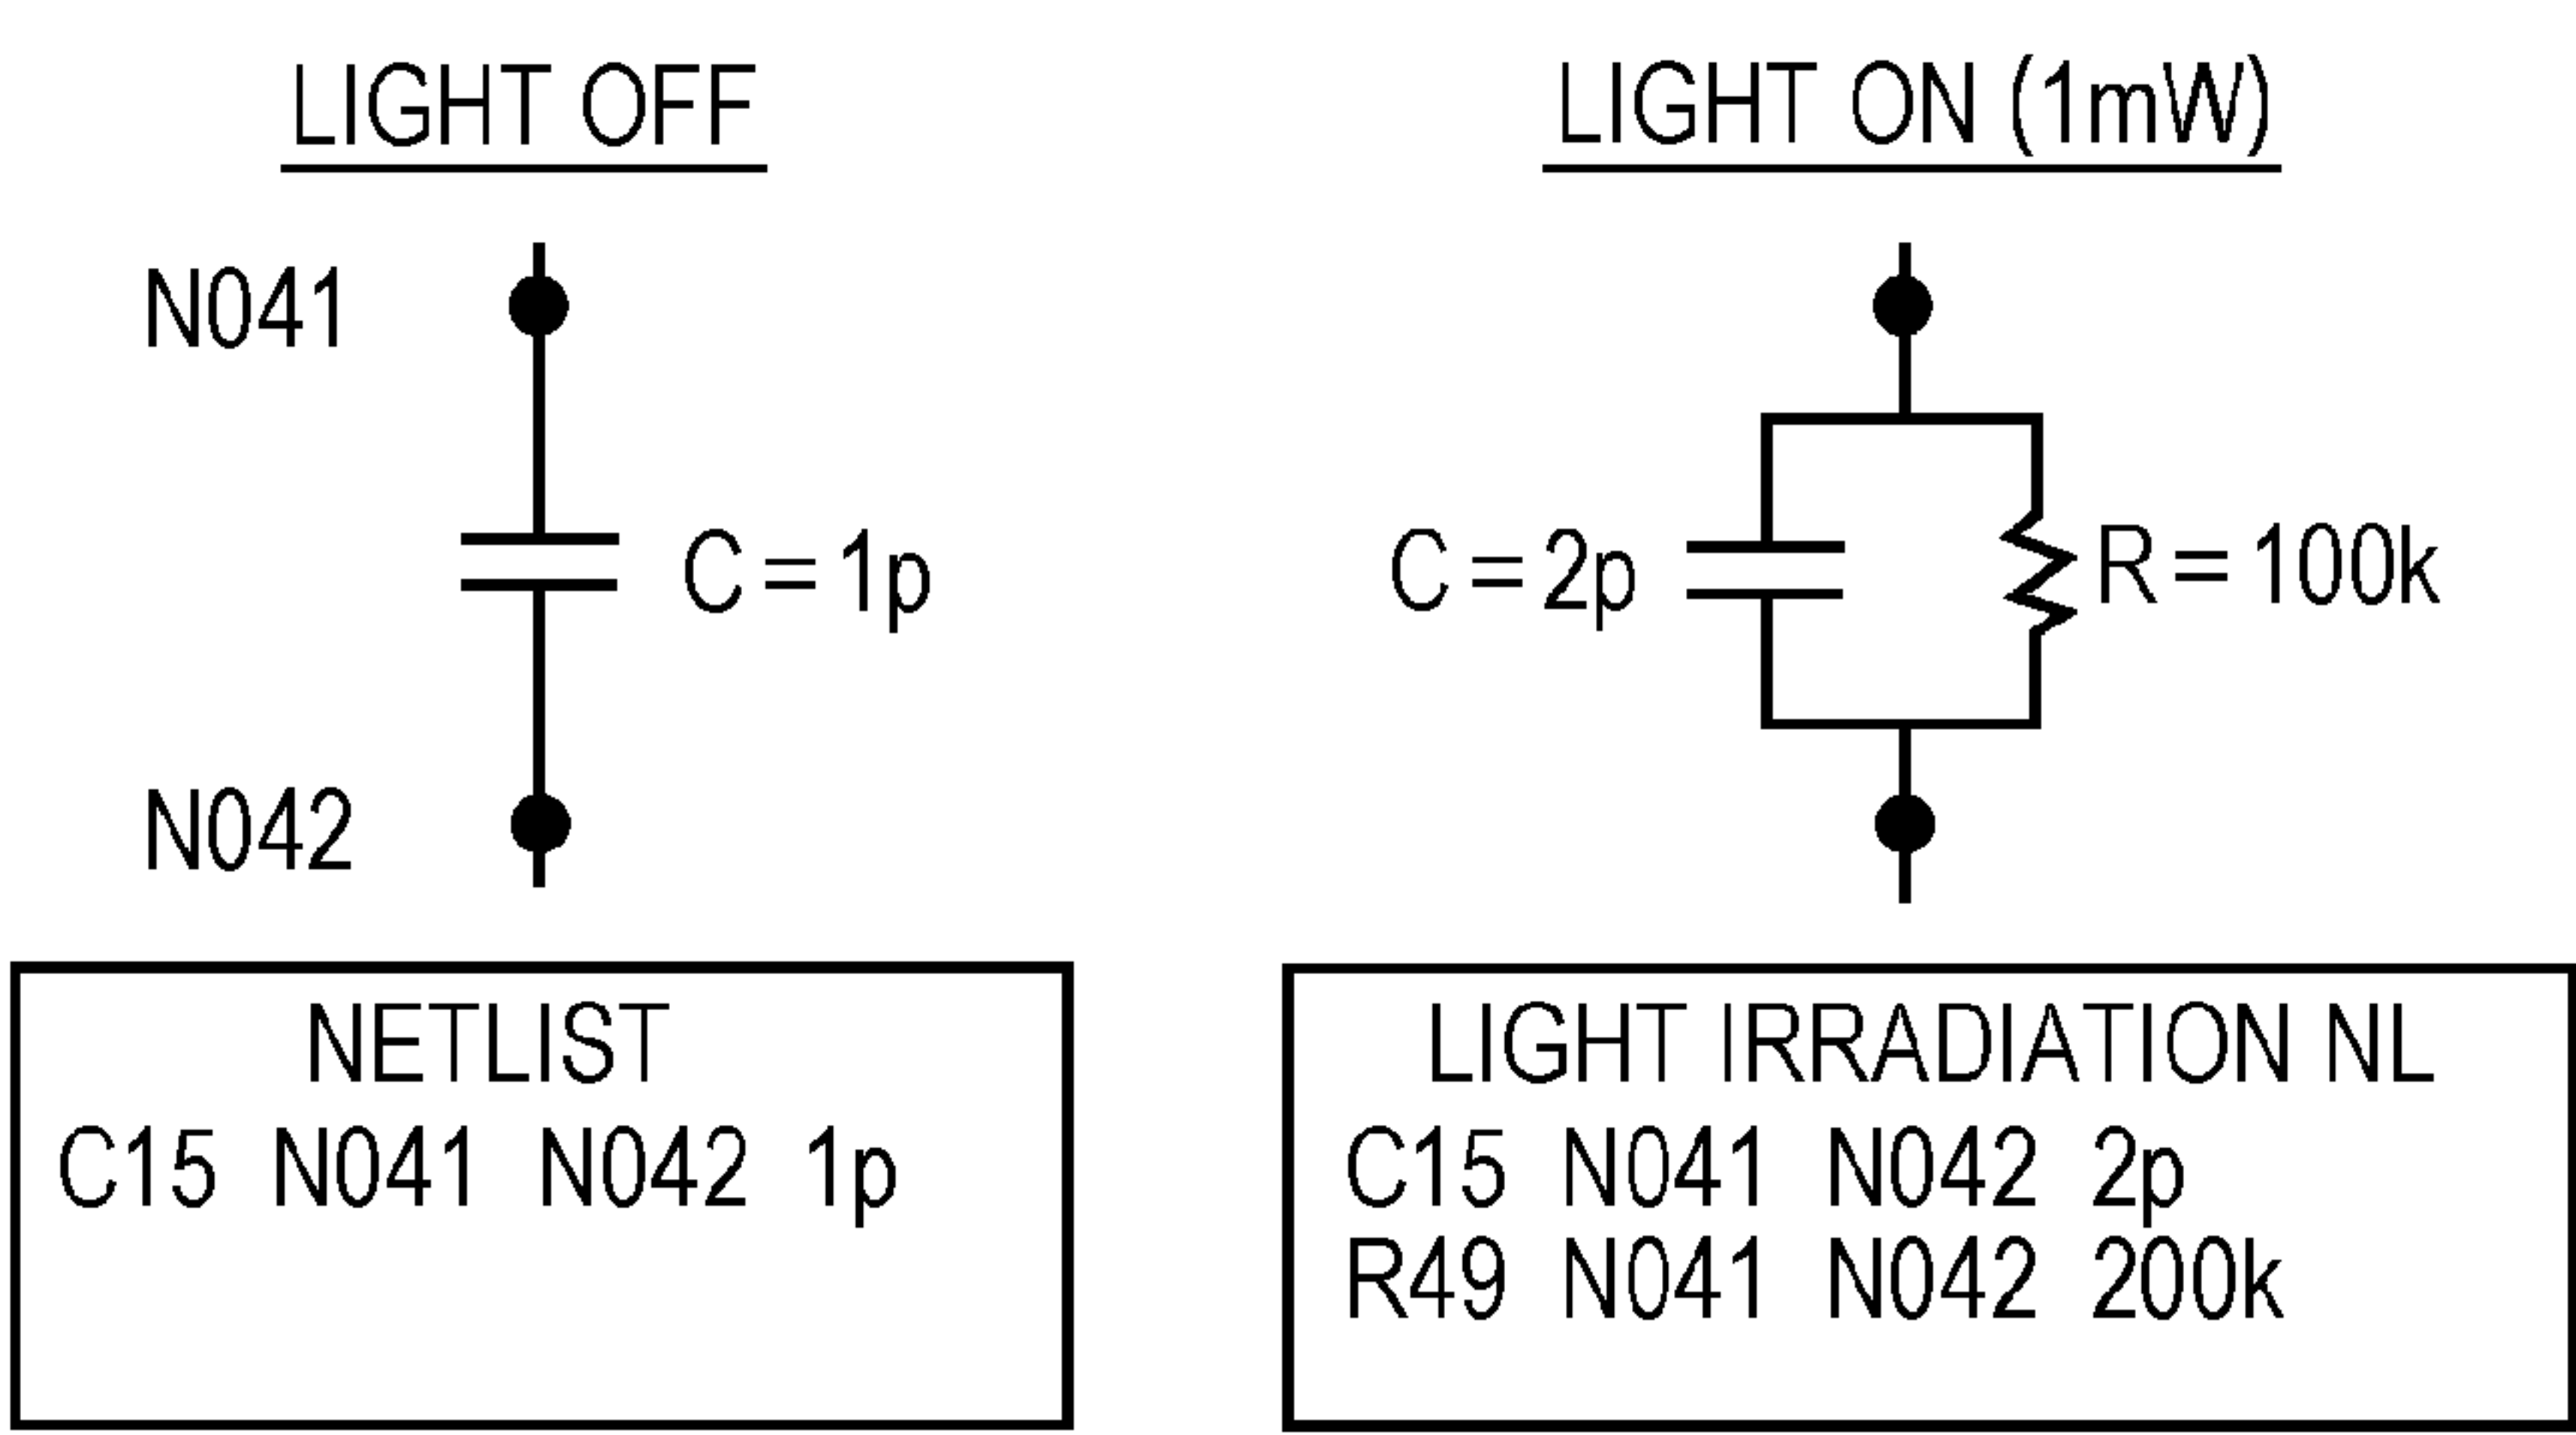 LIGHT OFF
N041
C = 1p
N042
NETLIST
C15 N041 N042 1p
LIGHT ON (1mW)
C = 2p
R = 100k
LIGHT IRRADIATION NL
C15 N041 N042 2p
R49 N041 N042 200k